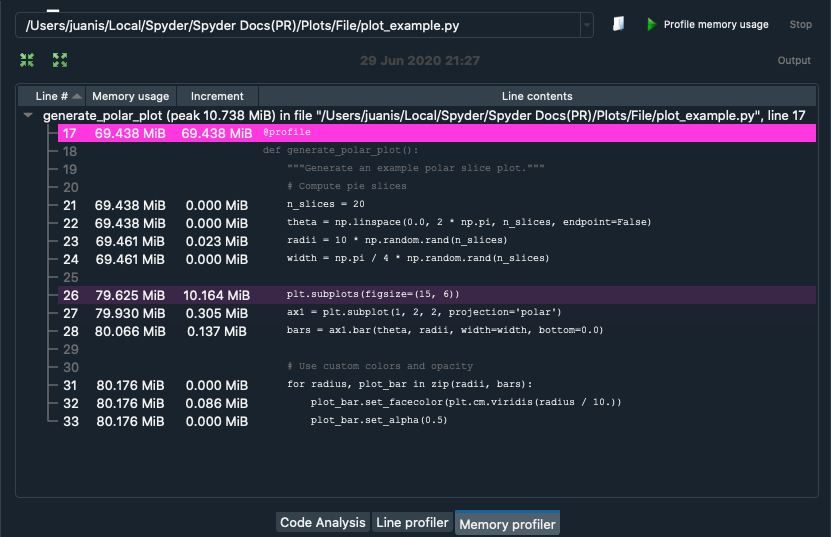 /Users/juanis/Local/Spyder/Spyder Docs(PR)/Plots/File/plot_example.py
Profile memory usage
Stop
29 Jun 2020 21:27
Output
Line # Memory usage Increment Line contents
generate_polar_plot (peak 10.738 MiB) in file "/Users/juanis/Local/Spyder/Spyder Docs(PR)/Plots/File/plot_example.py", line 17
17 69.438 MiB 69.438 MiB @profile
18 def generate_polar_plot():
19 """Generate an example polar slice plot."""
20 # Compute pie slices
21 69.438 MiB 0.000 MiB n_slices = 20
22 69.438 MiB 0.000 MiB theta = np.linspace(0.0, 2 * np.pi, n_slices, endpoint=False)
23 69.461 MiB 0.023 MiB radii = 10 * np.random.rand(n_slices)
24 69.461 MiB 0.000 MiB width = np.pi / 4 * np.random.rand(n_slices)
25
26 79.625 MiB 10.164 MiB plt.subplots(figsize=(15, 6))
27 79.930 MiB 0.305 MiB ax1 = plt.subplot(1, 2, 2, projection='polar')
28 80.066 MiB 0.137 MiB bars = ax1.bar(theta, radii, width=width, bottom=0.0)
29
30 # Use custom colors and opacity
31 80.176 MiB 0.000 MiB for radius, plot_bar in zip(radii, bars):
32 80.176 MiB 0.086 MiB plot_bar.set_facecolor(plt.cm.viridis(radius / 10.))
33 80.176 MiB 0.000 MiB plot_bar.set_alpha(0.5)
Code Analysis Line profiler Memory profiler